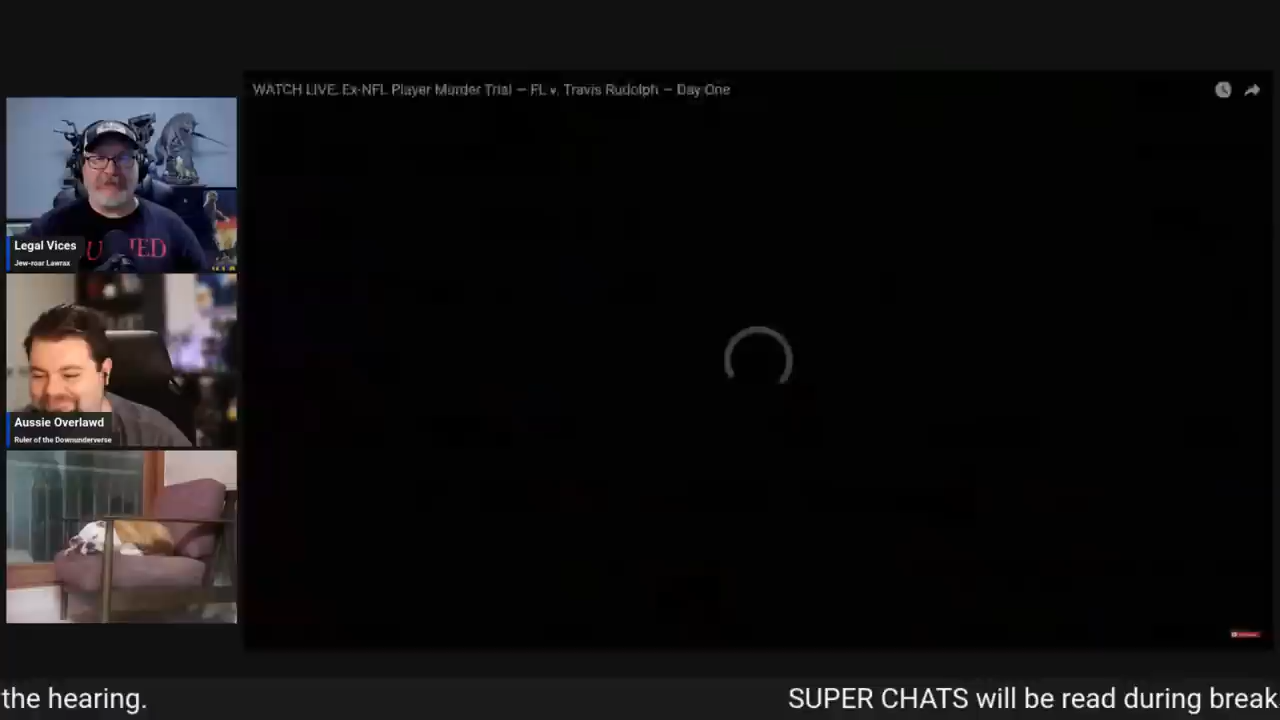 WATCH LIVE: Ex-NFL Player Murder Trial – FL v. Travis Rudolph – Day One
Legal Vices
Jew-roar Lawrax
Aussie Overlawd
Ruler of the Downunderverse
the hearing.
SUPER CHATS will be read during break